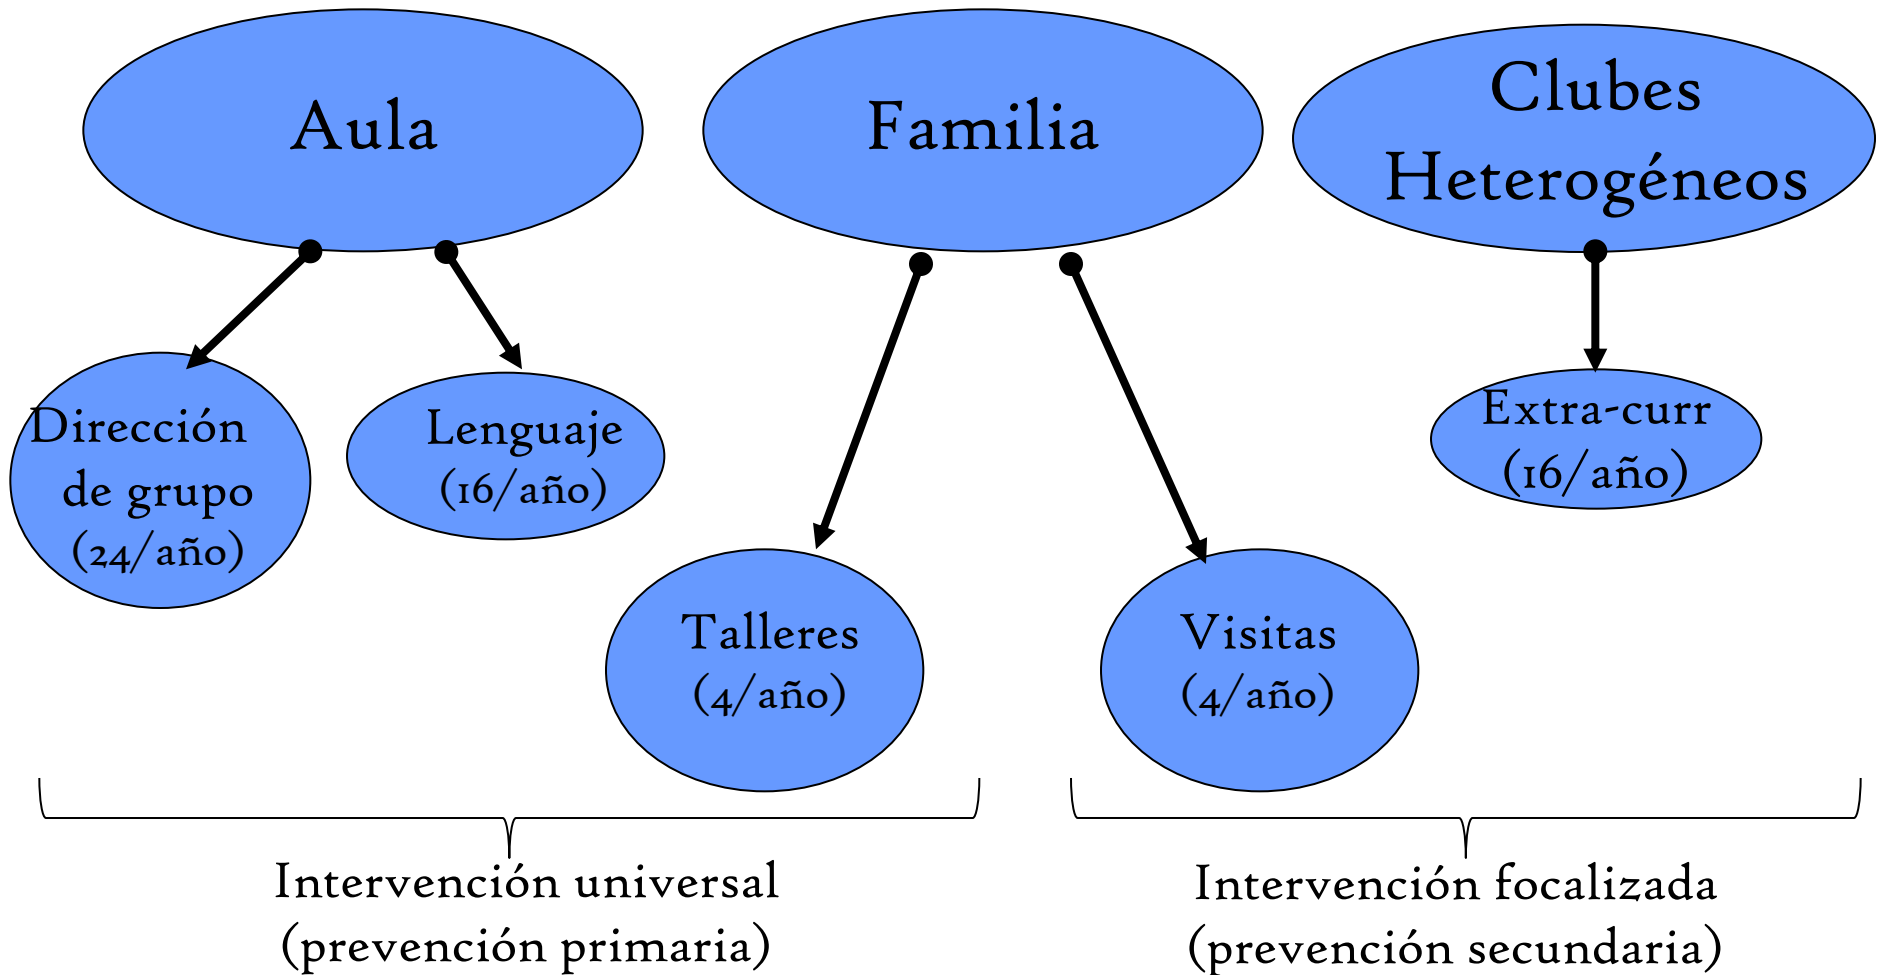 Aula
Familia
Clubes
Heterogéneos
Dirección
de grupo
(24/año)
Lenguaje
(16/año)
Extra-curr
(16/año)
Talleres
(4/año)
Visitas
(4/año)
Intervención universal
(prevención primaria)
Intervención focalizada
(prevención secundaria)